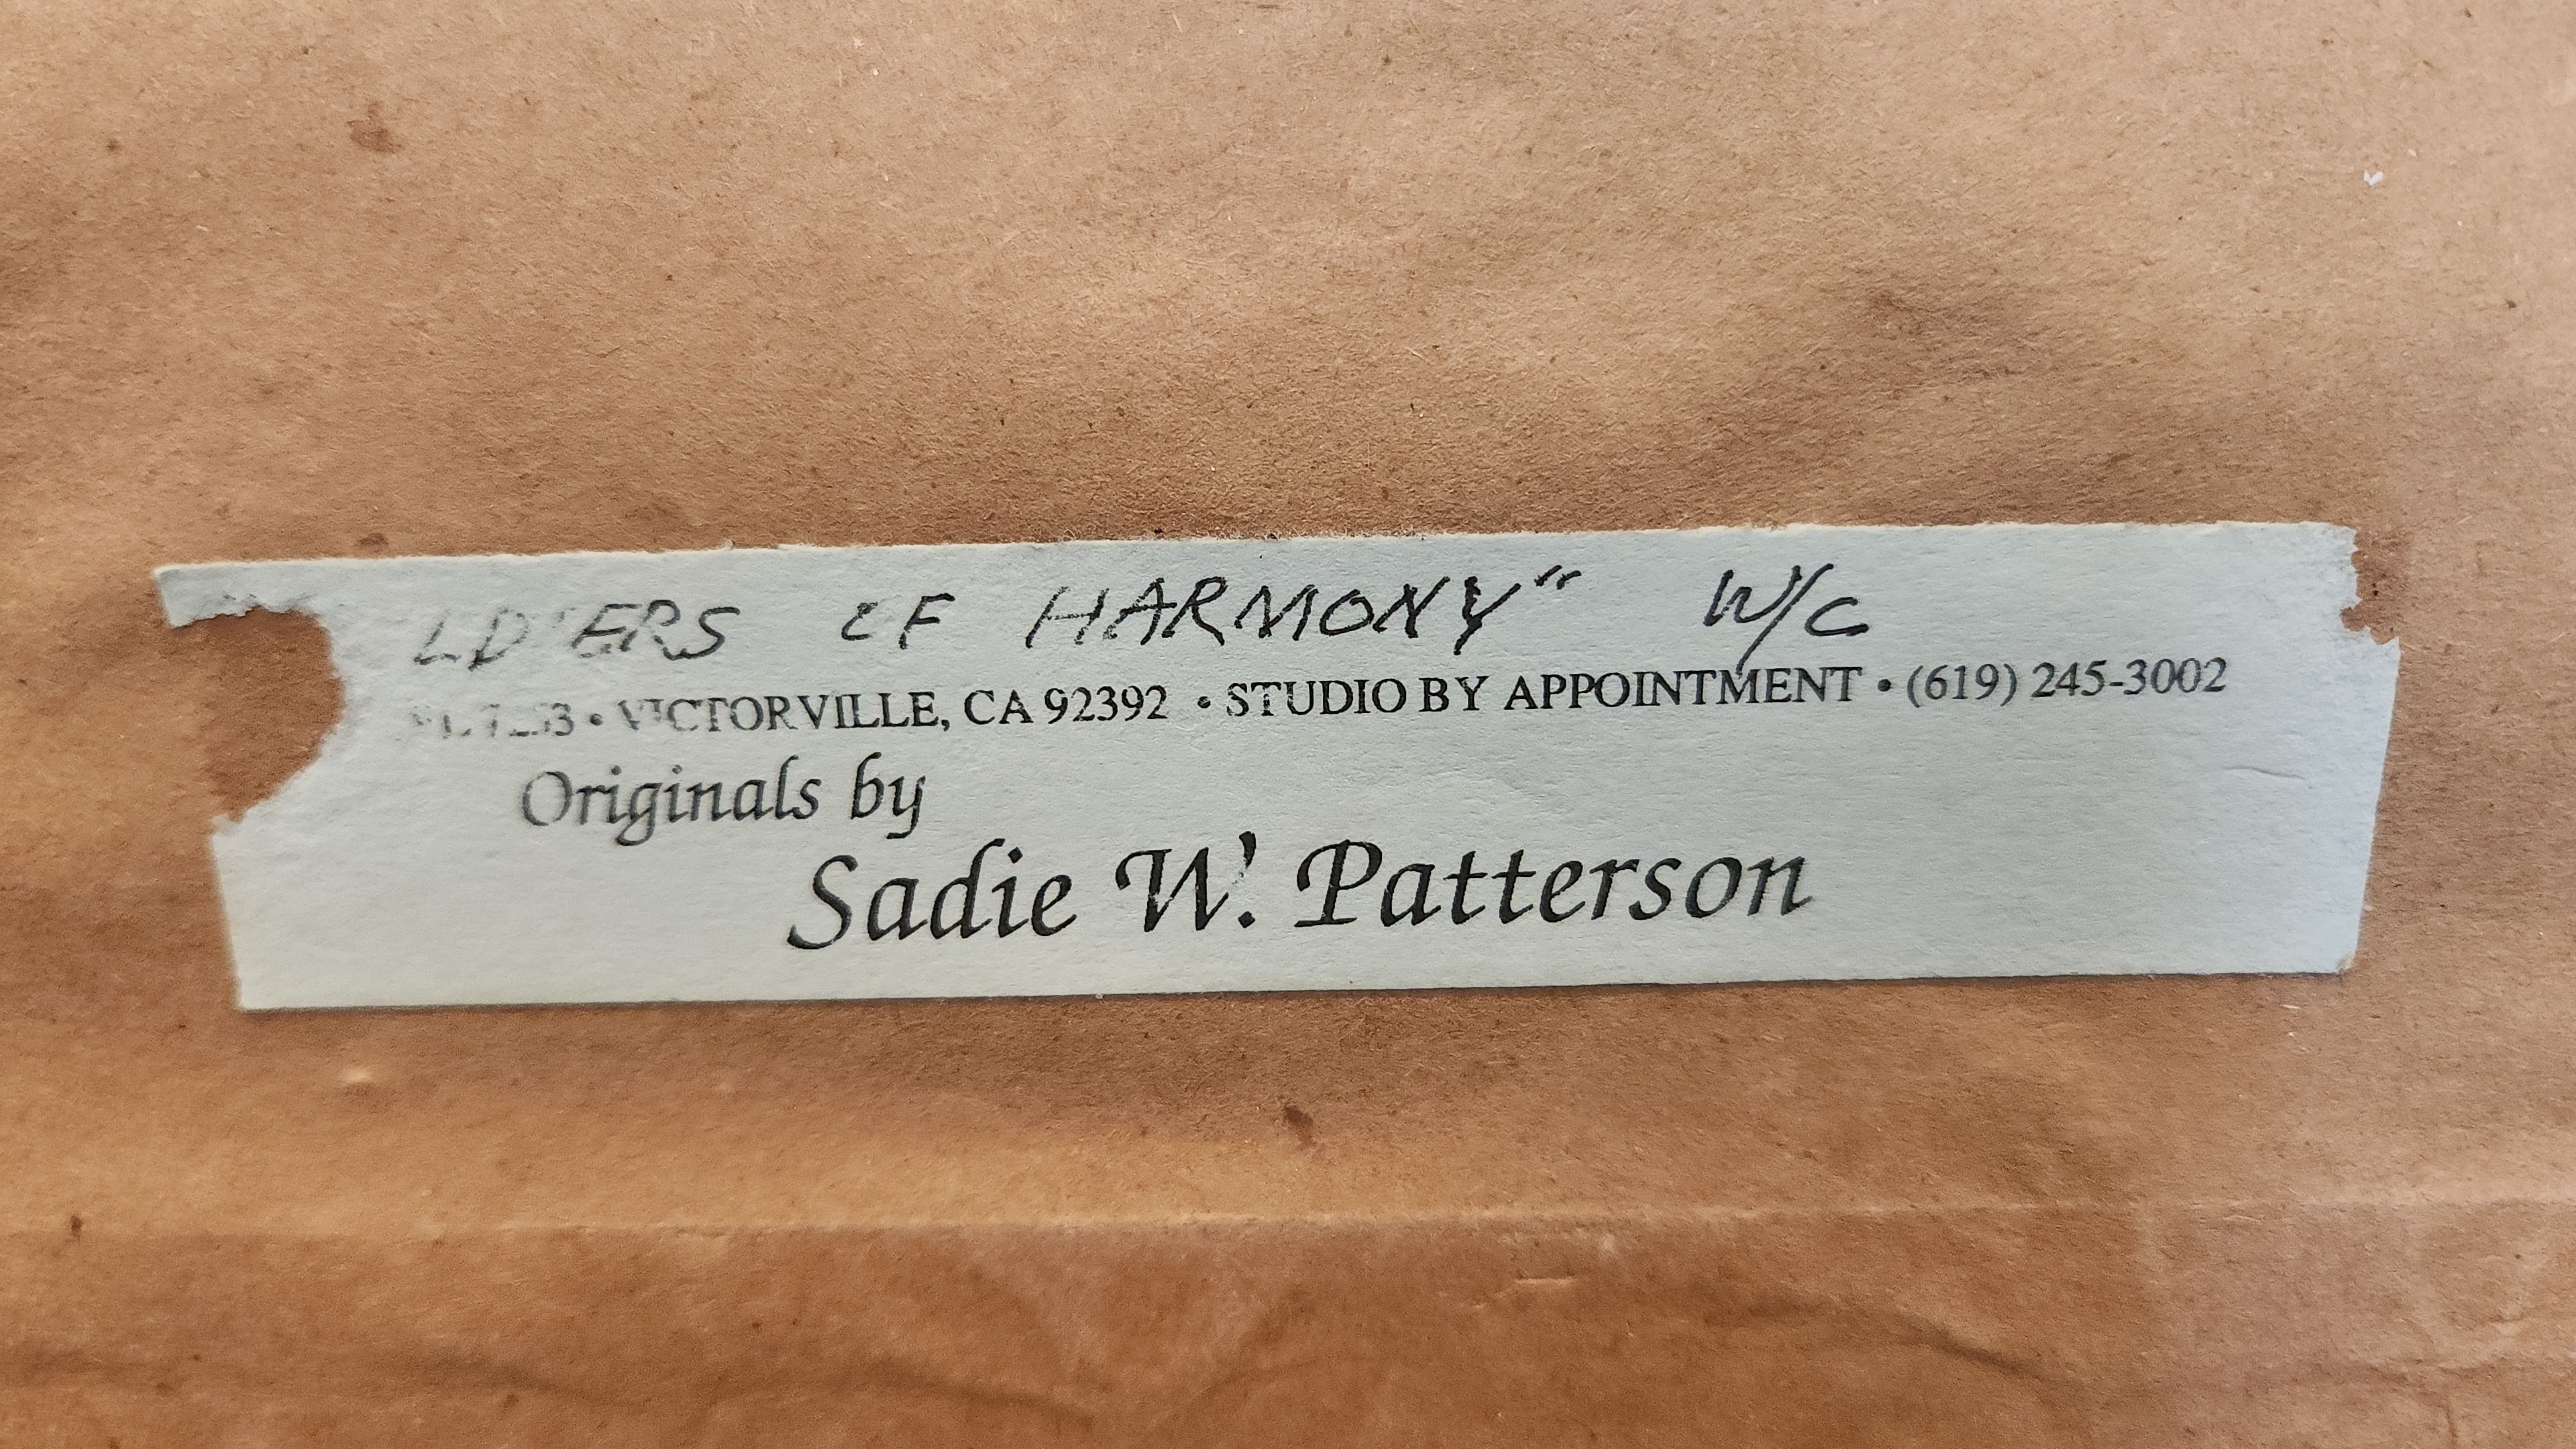 OF HARMONY" W/C
• VICTORVILLE, CA 92392 • STUDIO BY APPOINTMENT • (619) 245-3002
Originals by
Sadie W. Patterson